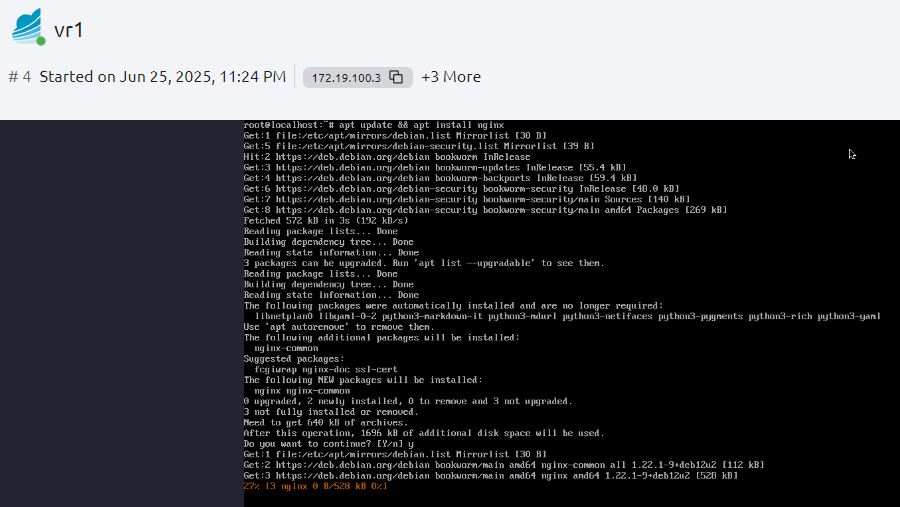 vr1
# 4 Started on Jun 25, 2025, 11:24 PM 172.19.100.3 +3 More
root@localhost:~# apt update && apt install nginx
Get:1 file:/etc/apt/mirrors/debian.list Mirrorlist [30 B]
Get:5 file:/etc/apt/mirrors/debian-security.list Mirrorlist [39 B]
Hit:2 https://deb.debian.org/debian bookworm InRelease
Get:3 https://deb.debian.org/debian bookworm-updates InRelease [55.4 kB]
Get:4 https://deb.debian.org/debian bookworm-backports InRelease [59.4 kB]
Get:6 https://deb.debian.org/debian-security bookworm-security InRelease [48.0 kB]
Get:7 https://deb.debian.org/debian-security bookworm-security/main Sources [140 kB]
Get:8 https://deb.debian.org/debian-security bookworm-security/main amd64 Packages [269 kB]
Fetched 572 kB in 3s (192 kB/s)
Reading package lists... Done
Building dependency tree... Done
Reading state information... Done
3 packages can be upgraded. Run 'apt list --upgradable' to see them.
Reading package lists... Done
Building dependency tree... Done
Reading state information... Done
The following packages were automatically installed and are no longer required:
libnetplan0 libyaml-0-2 python3-markdown-it python3-mdurl python3-netifaces python3-pygments python3-rich python3-yaml
Use 'apt autoremove' to remove them.
The following additional packages will be installed:
nginx-common
Suggested packages:
fcgiwrap nginx-doc ssl-cert
The following NEW packages will be installed:
nginx nginx-common
0 upgraded, 2 newly installed, 0 to remove and 3 not upgraded.
3 not fully installed or removed.
Need to get 640 kB of archives.
After this operation, 1696 kB of additional disk space will be used.
Do you want to continue? [Y/n] y
Get:1 file:/etc/apt/mirrors/debian.list Mirrorlist [30 B]
Get:2 https://deb.debian.org/debian bookworm/main amd64 nginx-common all 1.22.1-9+deb12u2 [112 kB]
Get:3 https://deb.debian.org/debian bookworm/main amd64 nginx amd64 1.22.1-9+deb12u2 [528 kB]
27% [3 nginx 0 B/528 kB 0%]